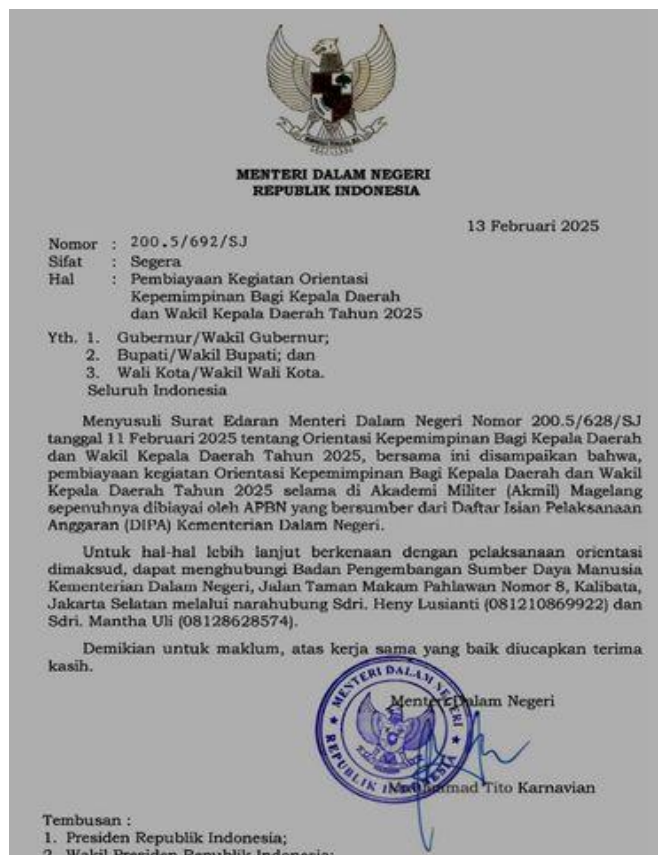 MENTERI DALAM NEGERI
REPUBLIK INDONESIA
13 Februari 2025
Nomor : 200.5/692/SJ
Sifat : Segera
Hal : Pembiayaan Kegiatan Orientasi
Kepemimpinan Bagi Kepala Daerah
dan Wakil Kepala Daerah Tahun 2025
Yth. 1. Gubernur/Wakil Gubernur;
2. Bupati/Wakil Bupati; dan
3. Wali Kota/Wakil Wali Kota.
Seluruh Indonesia
Menyusuli Surat Edaran Menteri Dalam Negeri Nomor 200.5/628/SJ
tanggal 11 Februari 2025 tentang Orientasi Kepemimpinan Bagi Kepala Daerah
dan Wakil Kepala Daerah Tahun 2025, bersama ini disampaikan bahwa,
pembiayaan kegiatan Orientasi Kepemimpinan Bagi Kepala Daerah dan Wakil
Kepala Daerah Tahun 2025 selama di Akademi Militer (Akmil) Magelang
sepenuhnya dibiayai oleh APBN yang bersumber dari Daftar Isian Pelaksanaan
Anggaran (DIPA) Kementerian Dalam Negeri.
Untuk hal-hal lebih lanjut berkenaan dengan pelaksanaan orientasi
dimaksud, dapat menghubungi Badan Pengembangan Sumber Daya Manusia
Kementerian Dalam Negeri, Jalan Taman Makam Pahlawan Nomor 8, Kalibata,
Jakarta Selatan melalui narahubung Sdri. Heny Lusianti (081210869922) dan
Sdri. Mantha Uli (08128628574).
Demikian untuk maklum, atas kerja sama yang baik diucapkan terima
kasih.
Menteri Dalam Negeri
MENTERI DALAM NEGERI
REPUBLIK INDONESIA
Muhammad Tito Karnavian
Tembusan :
1. Presiden Republik Indonesia;
2. Wakil Presiden Republik Indonesia;